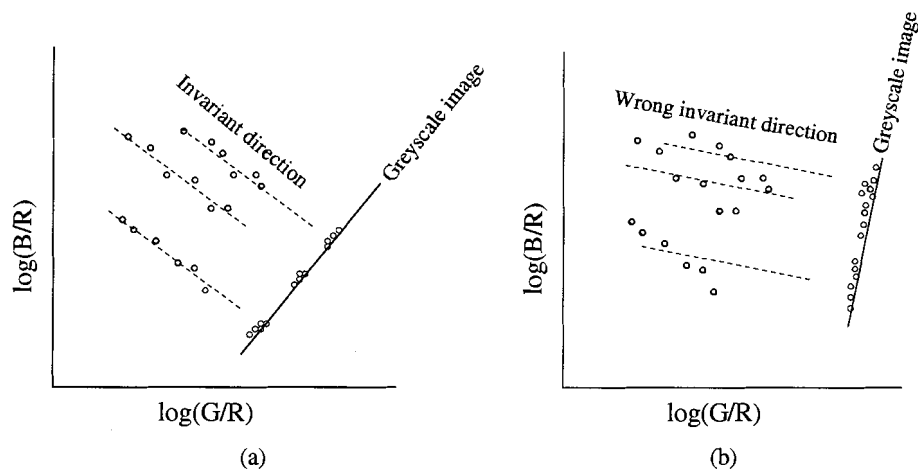 Invariant direction
Greyscale image
log(B/R)
log(G/R)
(a)
Wrong invariant direction
Greyscale image
log(B/R)
log(G/R)
(b)